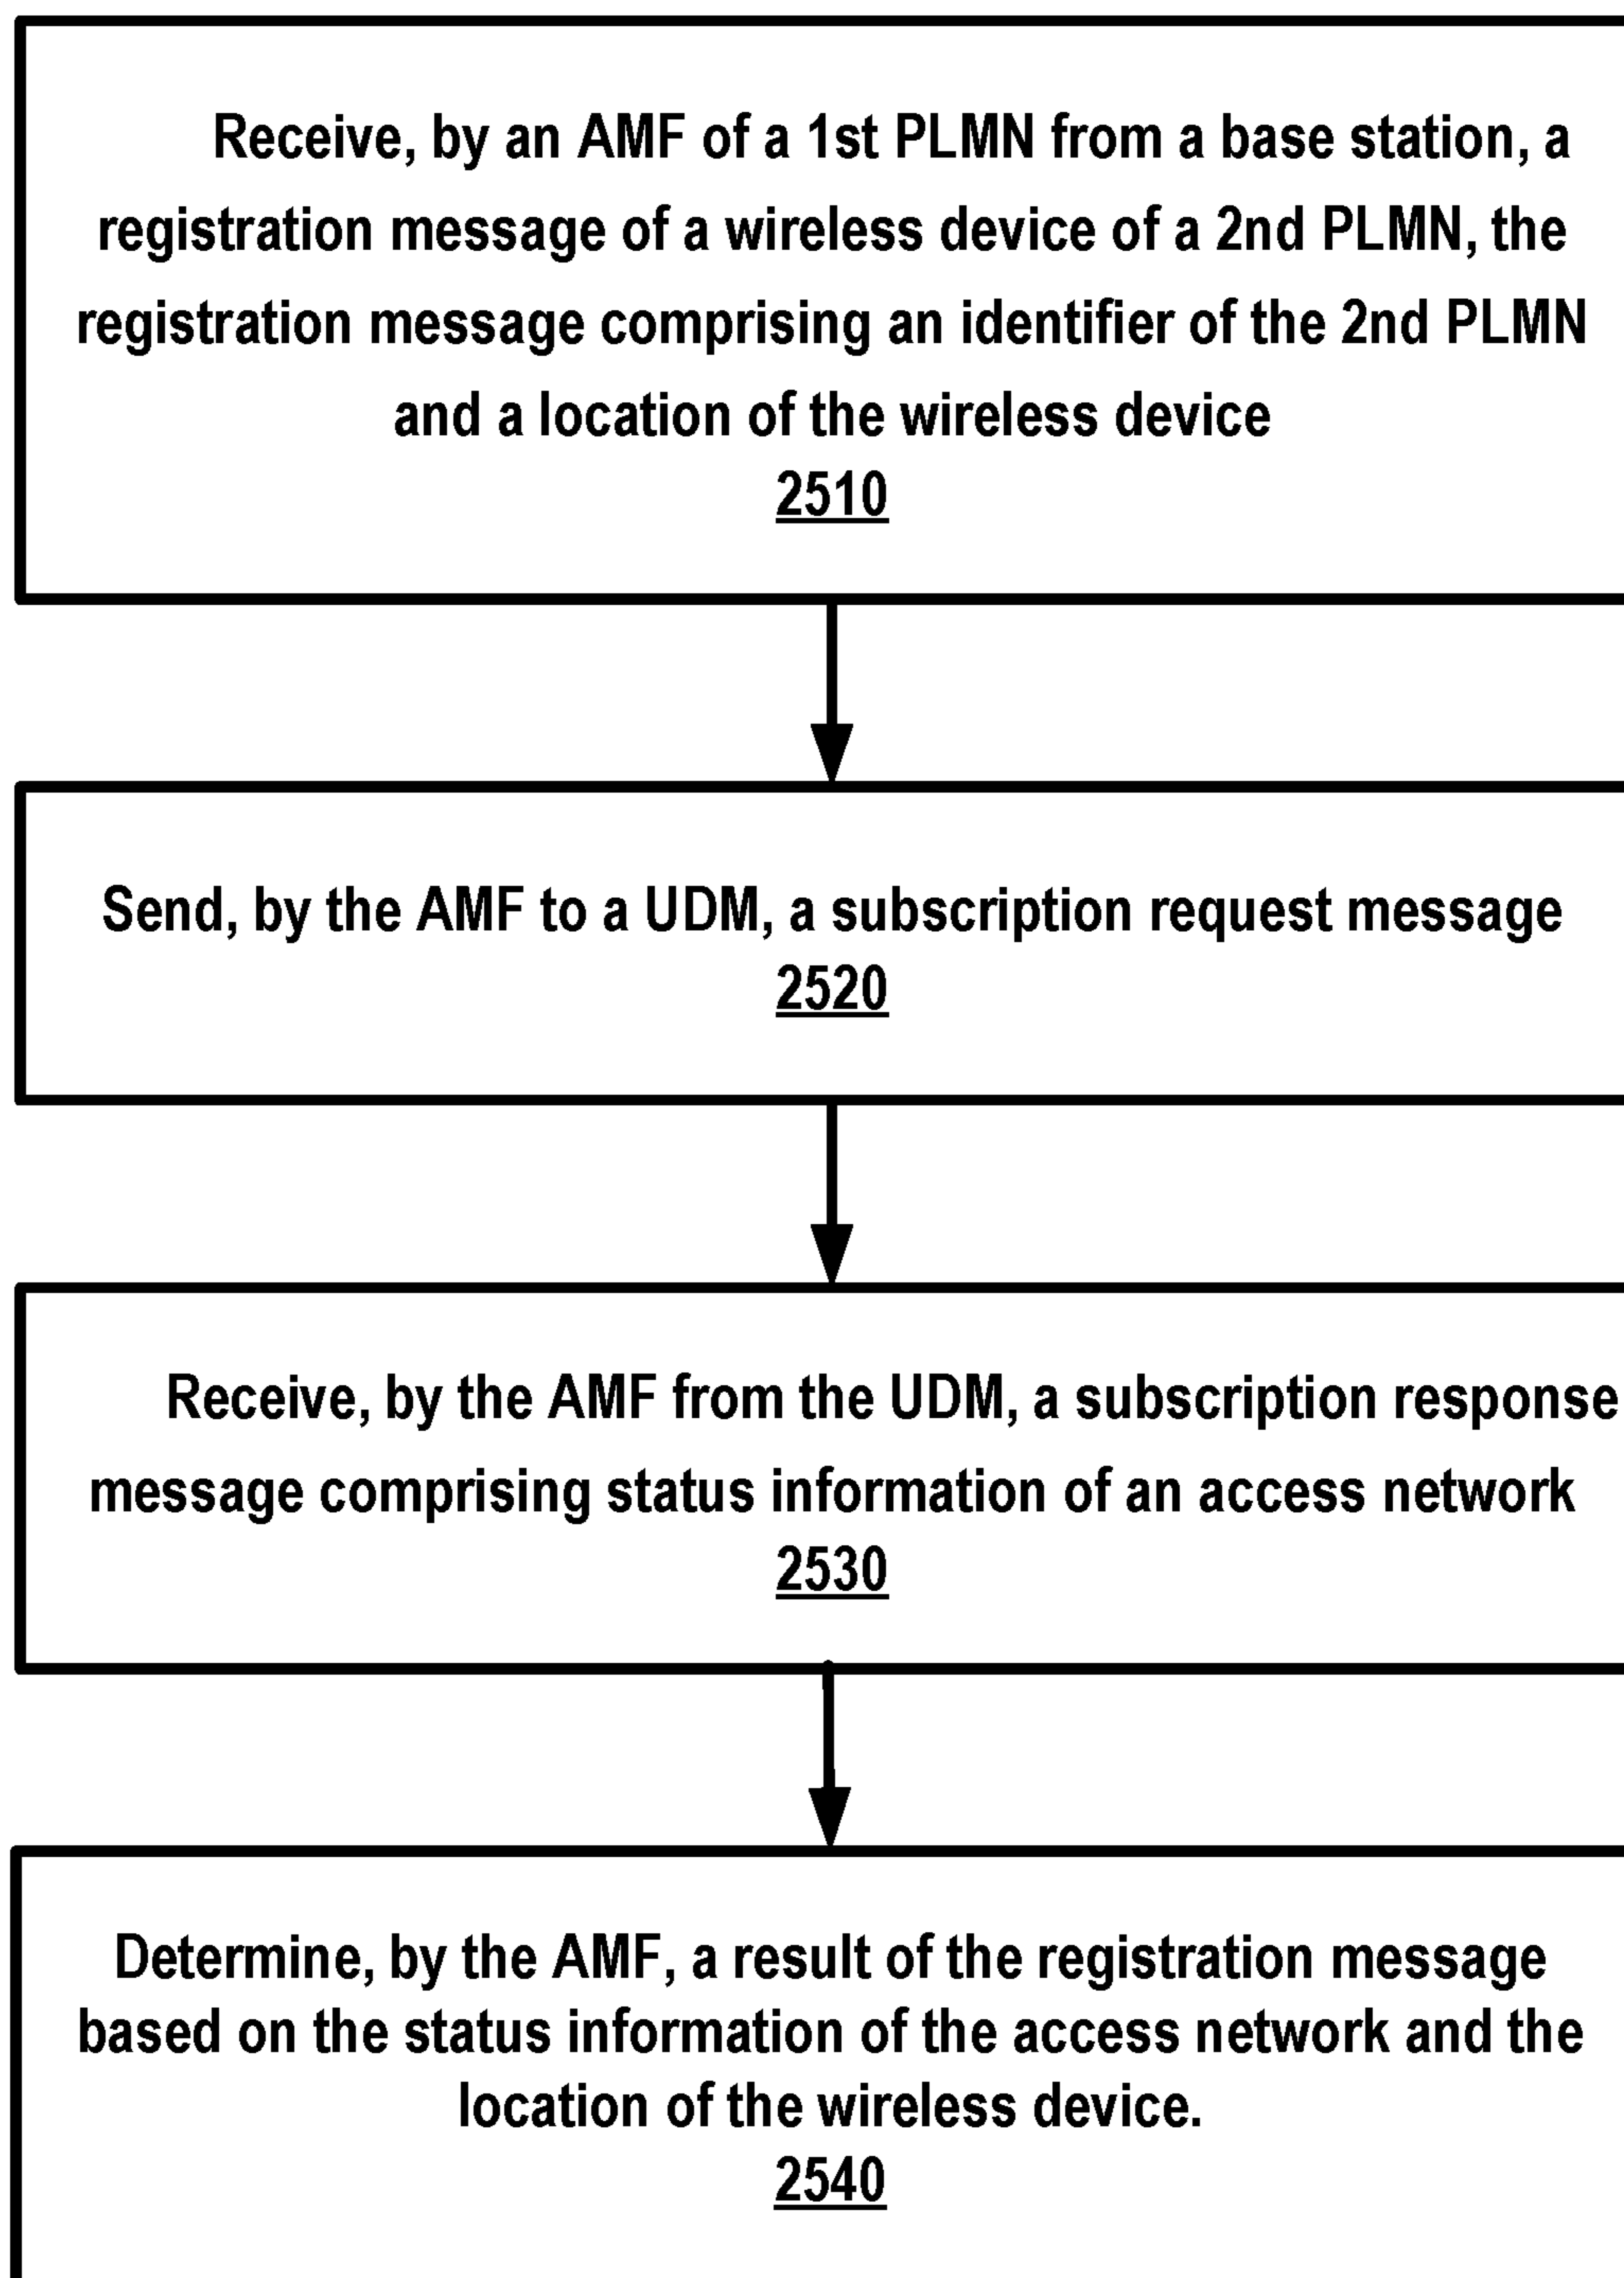 Receive, by an AMF of a 1st PLMN from a base station, a
registration message of a wireless device of a 2nd PLMN, the
registration message comprising an identifier of the 2nd PLMN
and a location of the wireless device
2510
Send, by the AMF to a UDM, a subscription request message
2520
Receive, by the AMF from the UDM, a subscription response
message comprising status information of an access network
2530
Determine, by the AMF, a result of the registration message
based on the status information of the access network and the
location of the wireless device.
2540